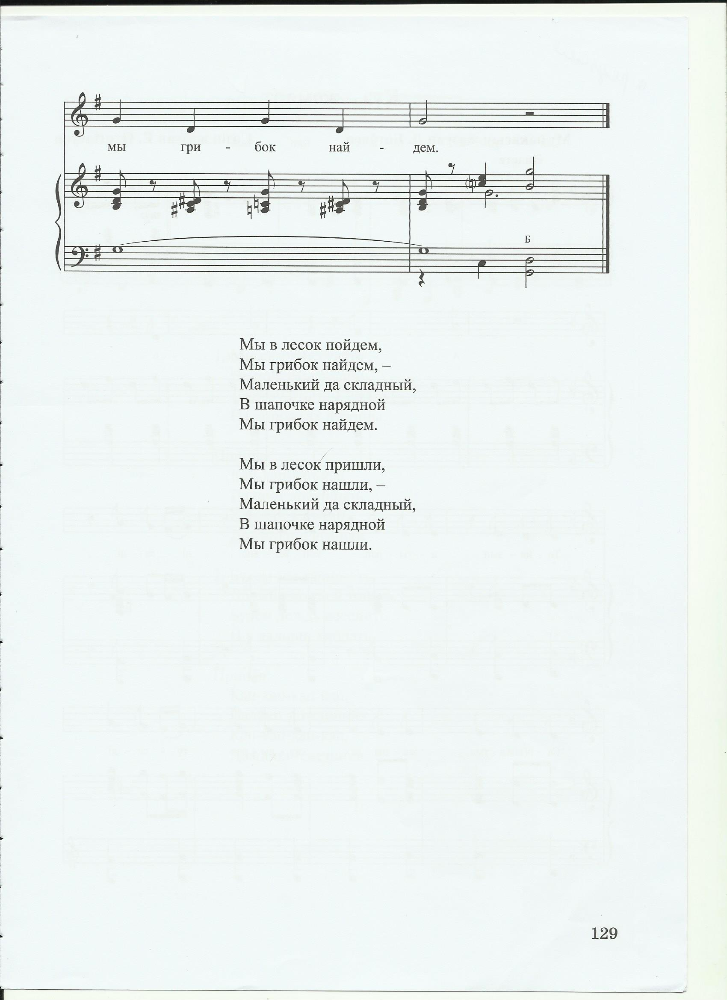 мы гри - бок най - дем.
Б
Мы в лесок пойдем,
Мы грибок найдем, –
Маленький да складный,
В шапочке нарядной
Мы грибок найдем.
Мы в лесок пришли,
Мы грибок нашли, –
Маленький да складный,
В шапочке нарядной
Мы грибок нашли.
129